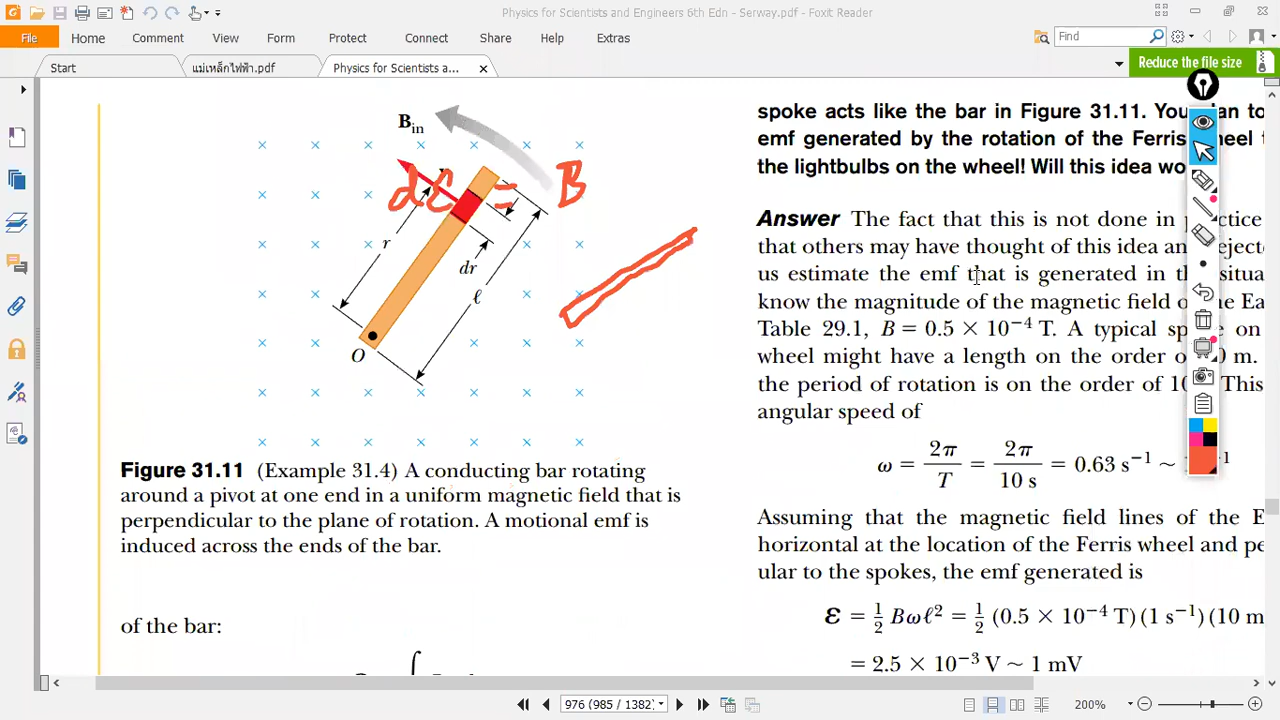 Physics for Scientists and Engineers 6th Edn - Serway.pdf - Foxit Reader
File Home Comment View Form Protect Connect Share Help Extras
Find
Start
แม่เหล็กไฟฟ้า.pdf
Physics for Scientists a...
Reduce the file size
B in
dε = B
r
dr
ℓ
O
Figure 31.11 (Example 31.4) A conducting bar rotating
around a pivot at one end in a uniform magnetic field that is
perpendicular to the plane of rotation. A motional emf is
induced across the ends of the bar.
of the bar:
spoke acts like the bar in Figure 31.11. You
emf generated by the rotation of the Ferris wheel
the lightbulbs on the wheel! Will this idea
Answer The fact that this is not done in
that others may have thought of this idea
us estimate the emf that is generated in
know the magnitude of the magnetic field
Table 29.1, B = 0.5 × 10⁻⁴ T. A typical on
wheel might have a length on the order m.
the period of rotation is on the order of This
angular speed of
ω = 2π/T = 2π/10 s = 0.63 s⁻¹ ~
Assuming that the magnetic field lines of the
horizontal at the location of the Ferris wheel and
ular to the spokes, the emf generated is
ε = ½ Bωℓ² = ½ (0.5 × 10⁻⁴ T)(1 s⁻¹)(10
= 2.5 × 10⁻³ V ~ 1 mV
976 (985 / 1382)
200%